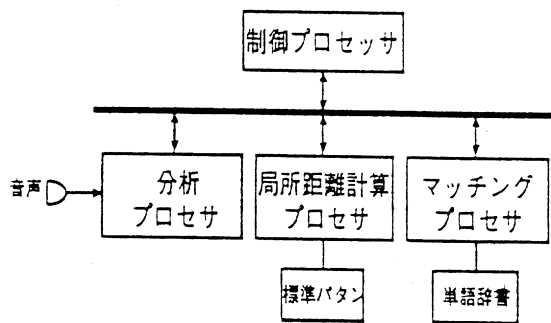 制御プロセッサ
音声
分析
プロセサ
局所距離計算
プロセサ
マッチング
プロセサ
標準パタン
単語辞書